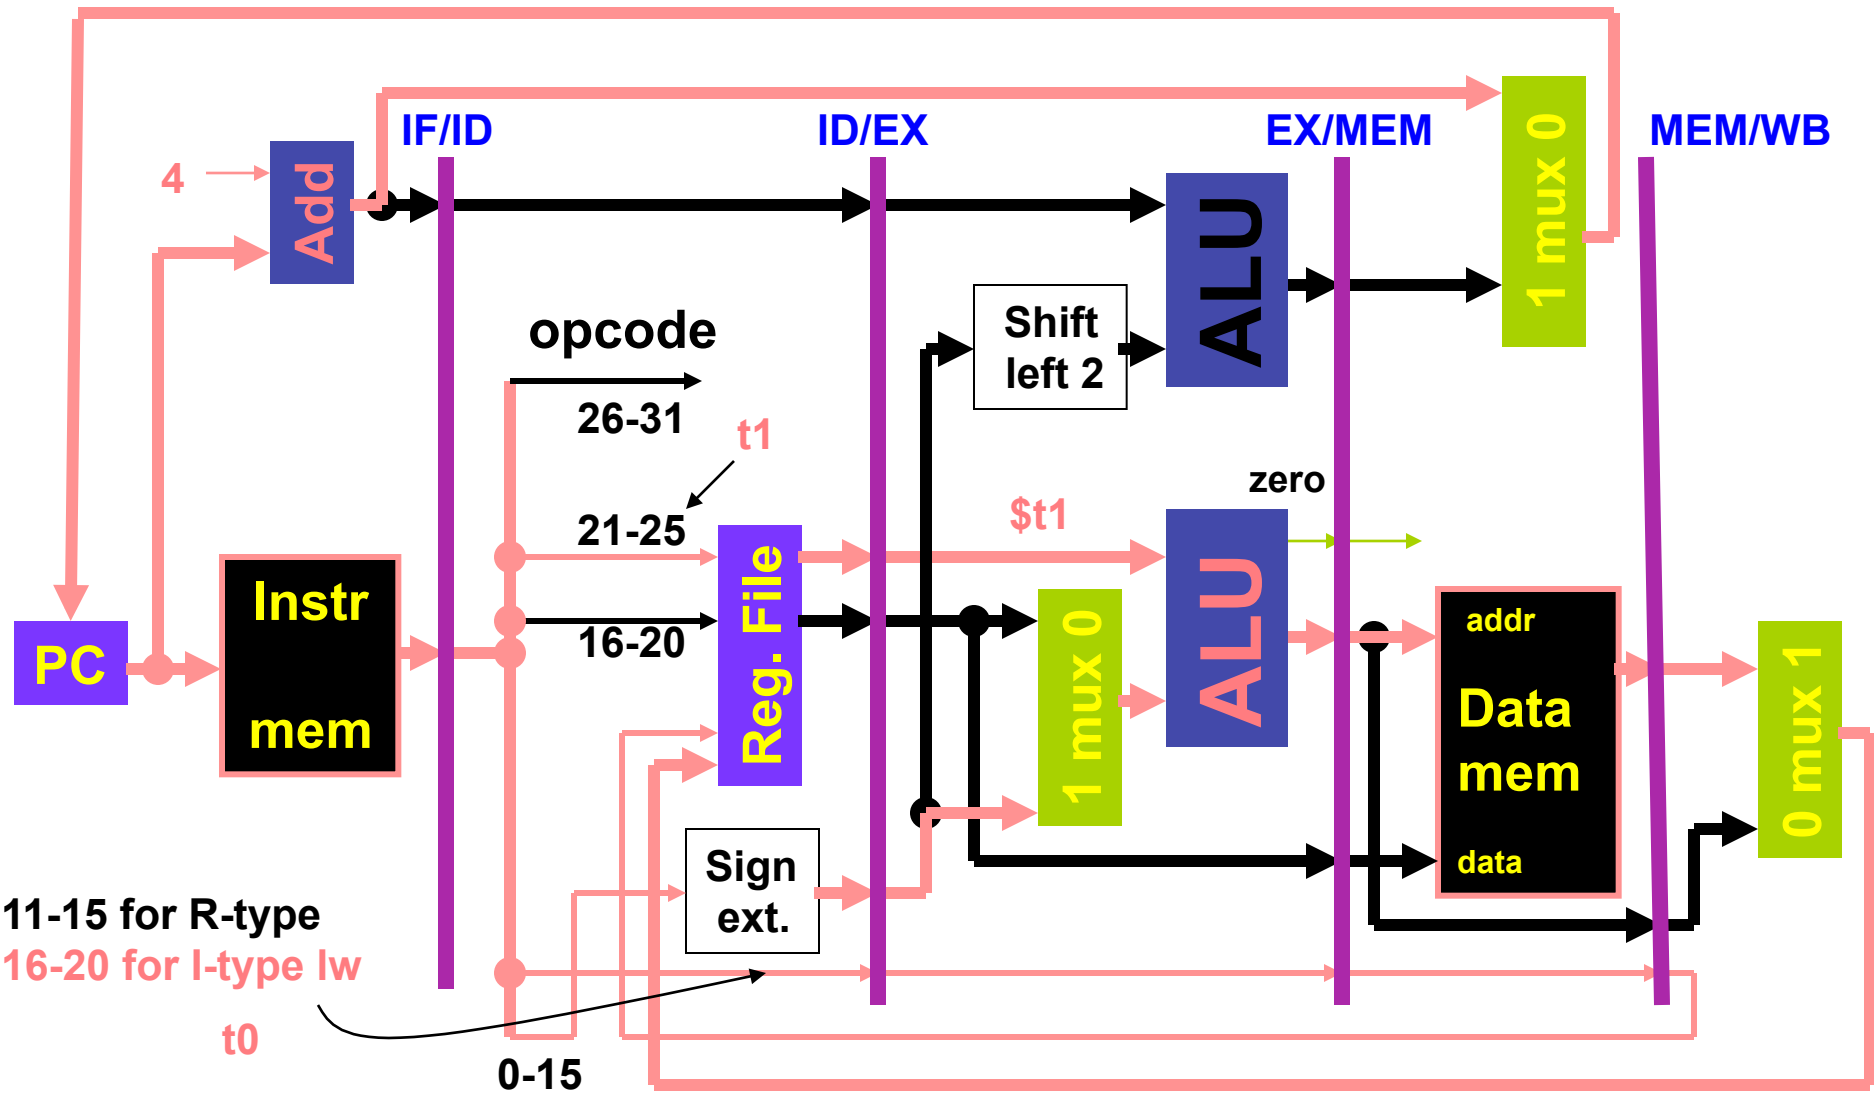 IF/ID
ID/EX
EX/MEM
MEM/WB
4
Add
ALU
1 mux 0
opcode
26-31
Shift
left 2
t1
21-25
$t1
zero
16-20
Instr
mem
PC
Reg. File
1 mux 0
ALU
addr
Data
mem
data
0 mux 1
Sign
ext.
11-15 for R-type
16-20 for I-type lw
t0
0-15